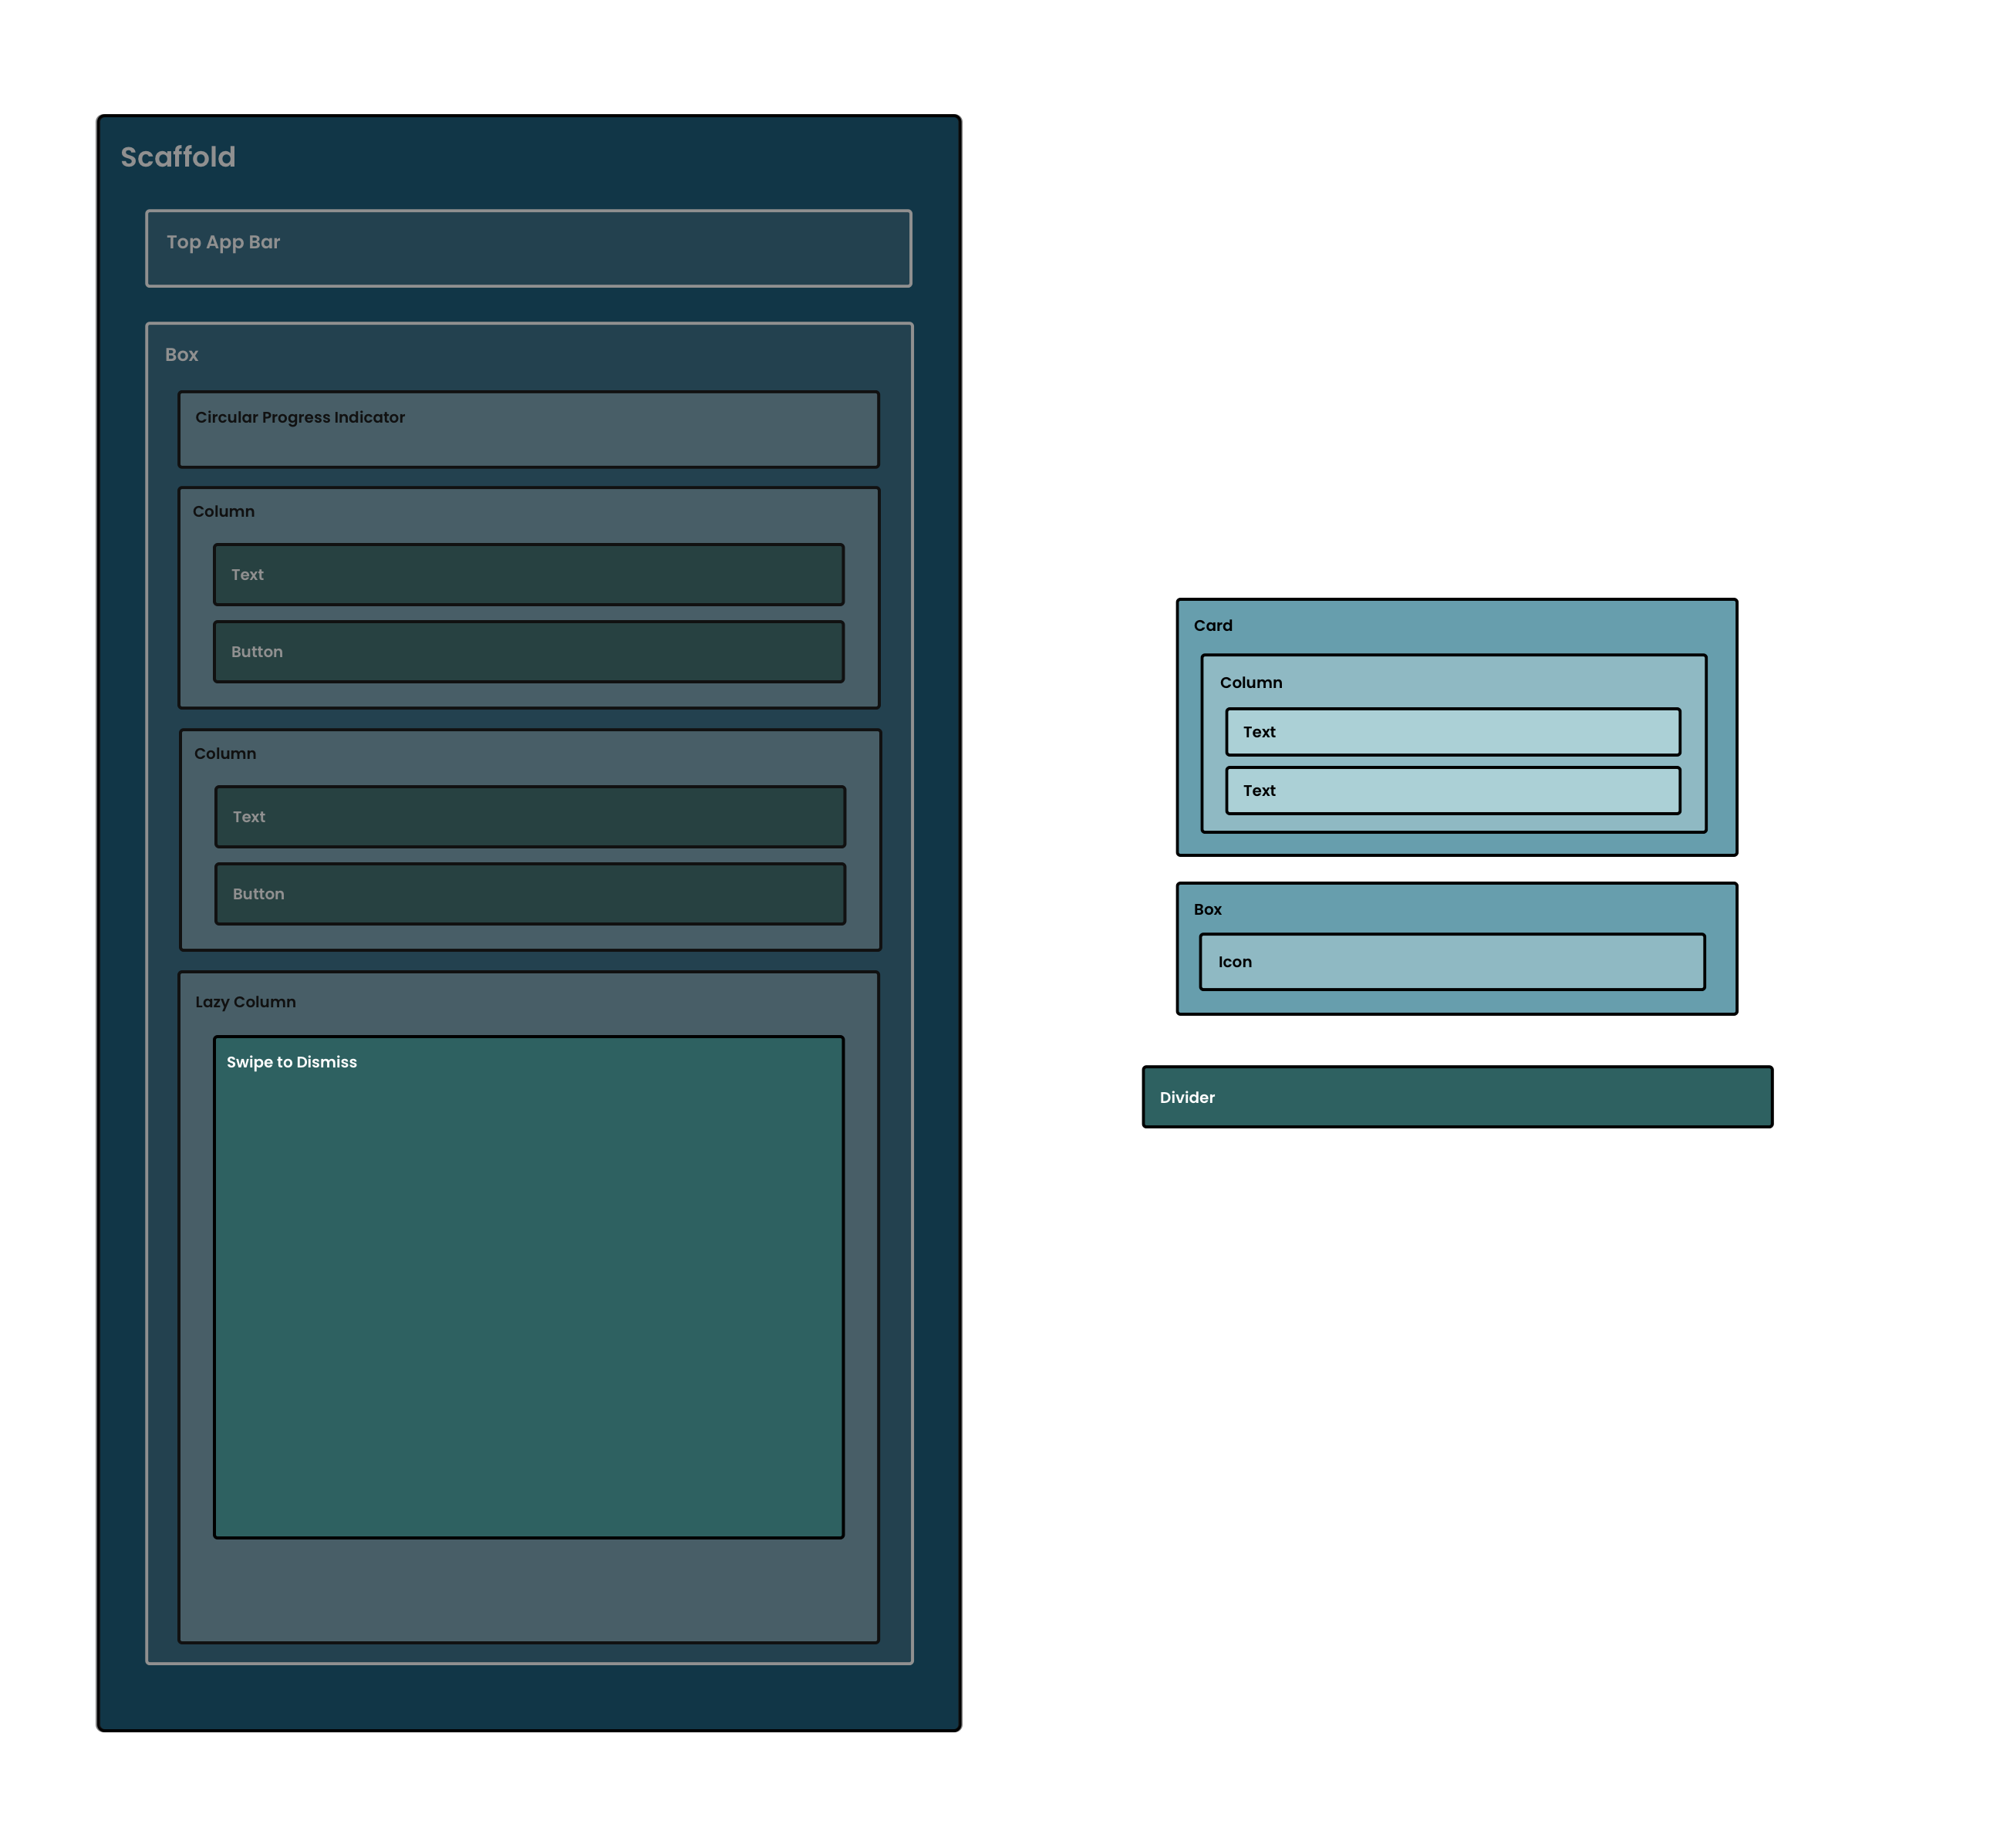 Scaffold
Top App Bar
Box
Circular Progress Indicator
Column
Text
Button
Column
Text
Button
Lazy Column
Swipe to Dismiss
Card
Column
Text
Text
Box
Icon
Divider